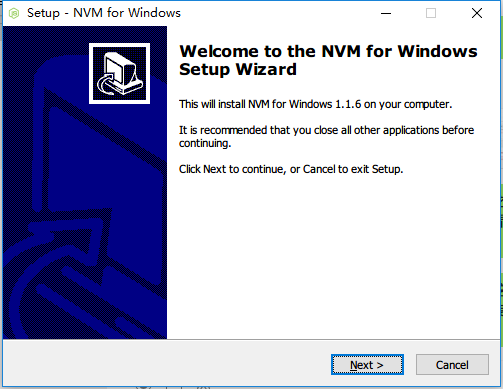 Setup - NVM for Windows
Welcome to the NVM for Windows
Setup Wizard
This will install NVM for Windows 1.1.6 on your computer.
It is recommended that you close all other applications before
continuing.
Click Next to continue, or Cancel to exit Setup.
Next >
Cancel